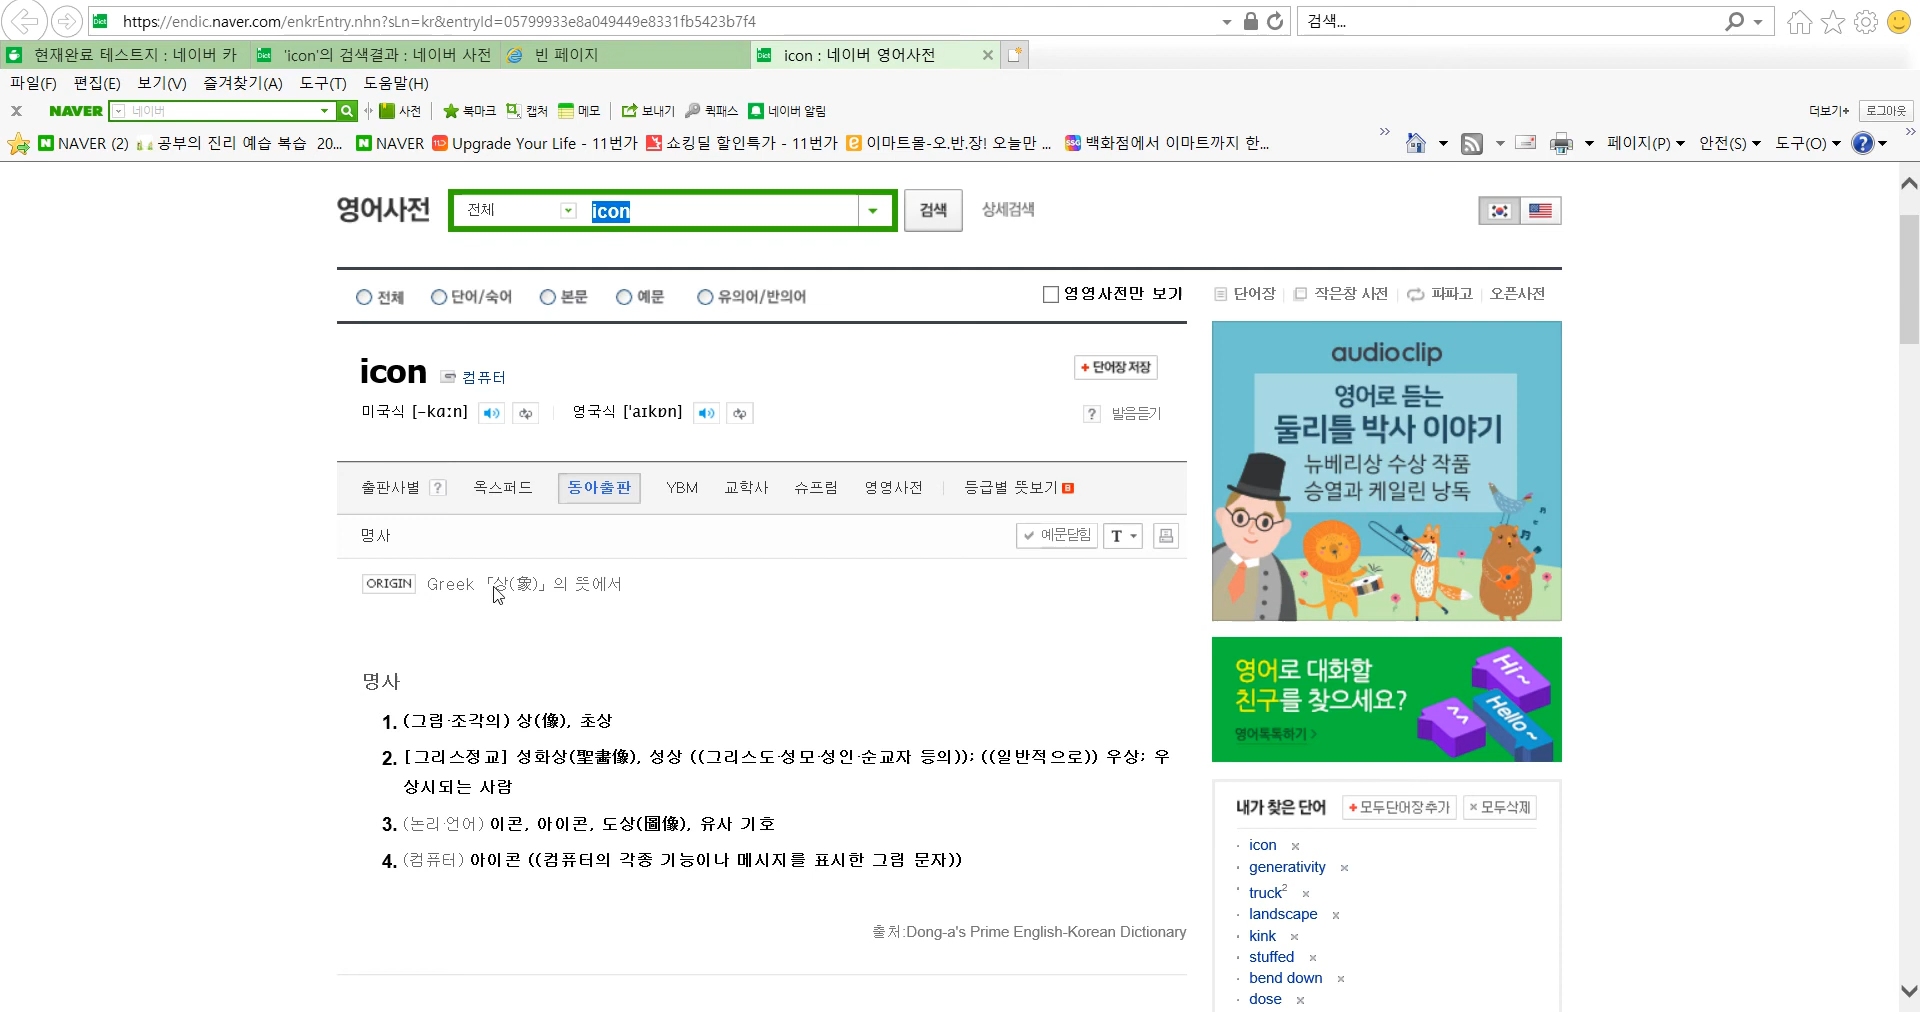 https://endic.naver.com/enkrEntry.nhn?sLn=kr&entryId=05799933e8a049449e8331fb5423b7f4
검색...
현재완료 테스트지 : 네이버 카
'icon'의 검색결과 : 네이버 사전
빈 페이지
icon : 네이버 영어사전
파일(F) 편집(E) 보기(V) 즐겨찾기(A) 도구(T) 도움말(H)
X NAVER 네이버 사전 북마크 캡처 메모 보내기 퀵패스 네이버 알림 더보기+ 로그아웃
NAVER (2) 공부의 진리 예습 복습 20... NAVER Upgrade Your Life - 11번가 쇼킹딜 할인특가 - 11번가 이마트몰-오.반.장! 오늘만 ... 백화점에서 이마트까지 한... 페이지(P) 안전(S) 도구(O)
영어사전 전체 icon 검색 상세검색
전체 단어/숙어 본문 예문 유의어/반의어 영영사전만 보기 단어장 작은창 사전 파파고 오픈사전
icon 컴퓨터
+ 단어장 저장
미국식 [-kɑːn] 영국식 ['aɪkɒn] ? 발음듣기
출판사별 ? 옥스퍼드 동아출판 YBM 교학사 슈프림 영영사전 등급별 뜻보기 B
명사 예문닫힘 T
ORIGIN Greek 「상(象)」의 뜻에서
명사
1. (그림·조각의) 상(像), 초상
2. [그리스정교] 성화상(聖畵像), 성상 ((그리스도·성모·성인·순교자 등의)); ((일반적으로)) 우상; 우
상시되는 사람
3. (논리·언어) 이콘, 아이콘, 도상(圖像), 유사 기호
4. (컴퓨터) 아이콘 ((컴퓨터의 각종 기능이나 메시지를 표시한 그림 문자))
출처:Dong-a's Prime English-Korean Dictionary
audioclip
영어로 듣는
둘리틀 박사 이야기
뉴베리상 수상 작품
승열과 케일린 낭독
영어로 대화할
친구를 찾으세요?
영어톡톡하기 >
Hi~
^^
Hello~
내가 찾은 단어 + 모두단어장추가 × 모두삭제
· icon ×
· generativity ×
· truck² ×
· landscape ×
· kink ×
· stuffed ×
· bend down ×
· dose ×